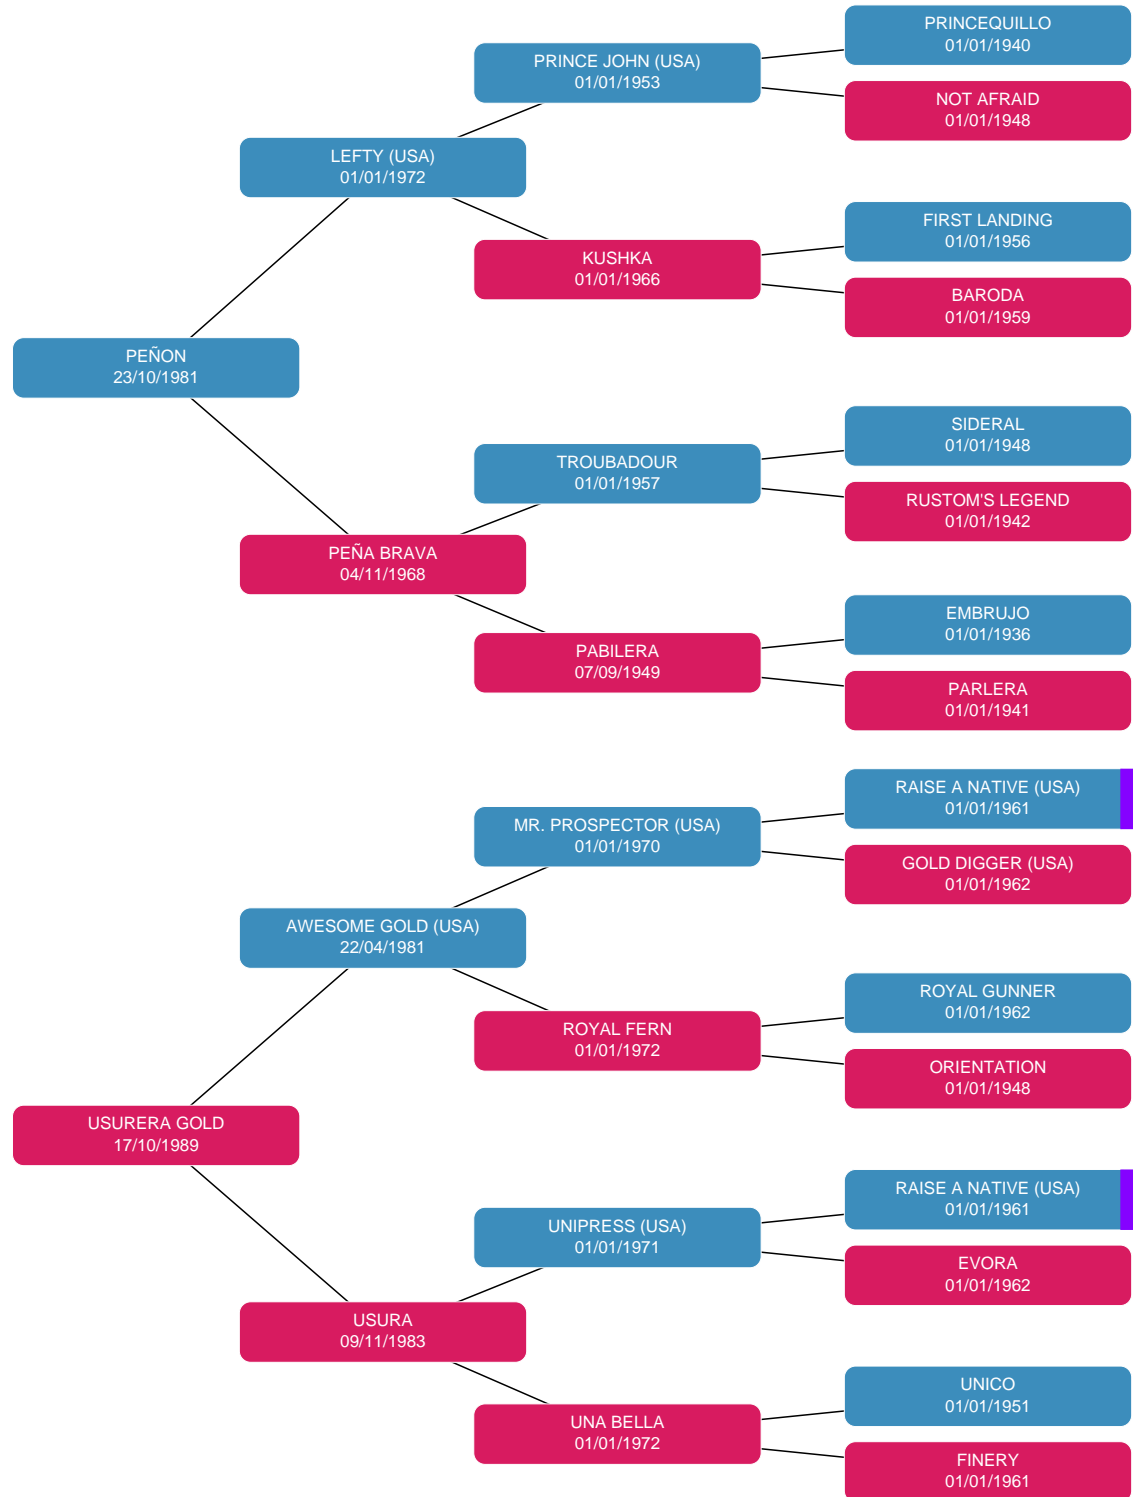 PRINCEQUILLO
01/01/1940
PRINCE JOHN (USA)
01/01/1953
NOT AFRAID
01/01/1948
LEFTY (USA)
01/01/1972
FIRST LANDING
01/01/1956
KUSHKA
01/01/1966
BARODA
01/01/1959
PEÑON
23/10/1981
SIDERAL
01/01/1948
TROUBADOUR
01/01/1957
RUSTOM'S LEGEND
01/01/1942
PEÑA BRAVA
04/11/1968
EMBRUJO
01/01/1936
PABILERA
07/09/1949
PARLERA
01/01/1941
RAISE A NATIVE (USA)
01/01/1961
MR. PROSPECTOR (USA)
01/01/1970
GOLD DIGGER (USA)
01/01/1962
AWESOME GOLD (USA)
22/04/1981
ROYAL GUNNER
01/01/1962
ROYAL FERN
01/01/1972
ORIENTATION
01/01/1948
USURERA GOLD
17/10/1989
RAISE A NATIVE (USA)
01/01/1961
UNIPRESS (USA)
01/01/1971
EVORA
01/01/1962
USURA
09/11/1983
UNICO
01/01/1951
UNA BELLA
01/01/1972
FINERY
01/01/1961